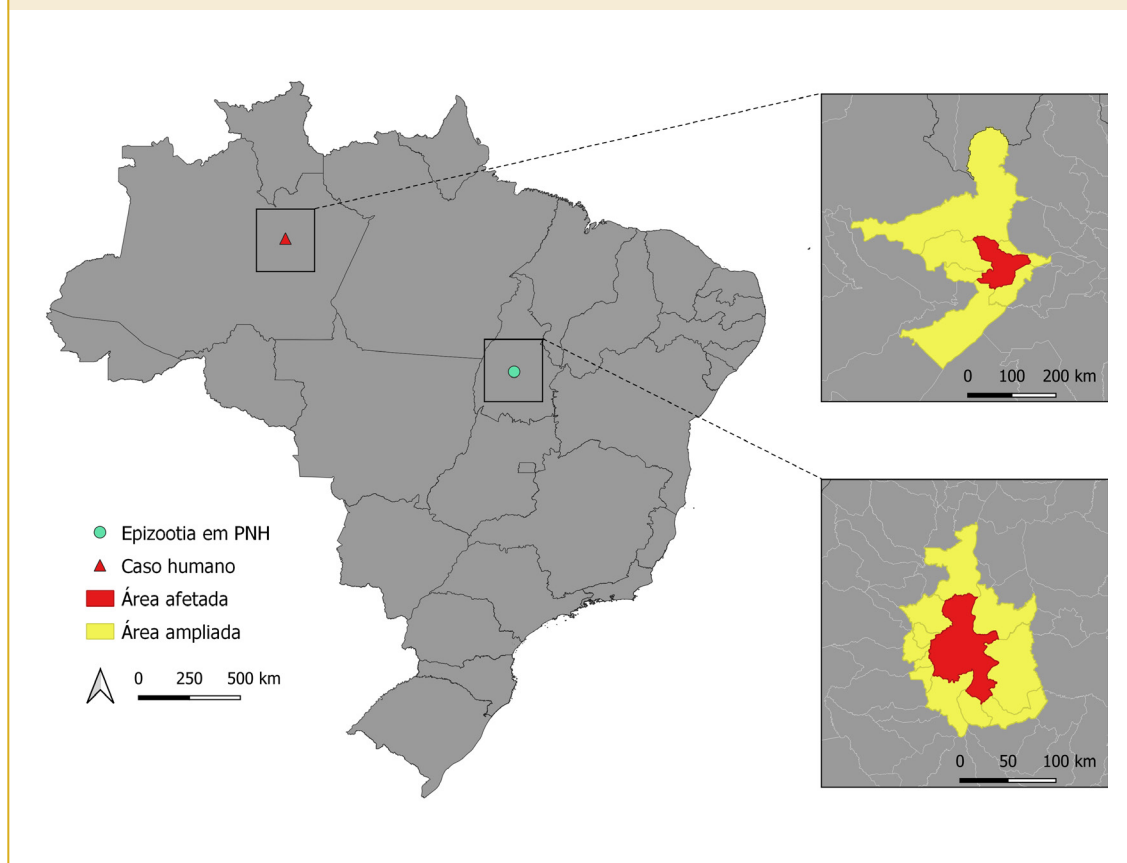 0 100 200 km
Epizootia em PNH
Caso humano
Área afetada
Área ampliada
0 250 500 km
0 50 100 km